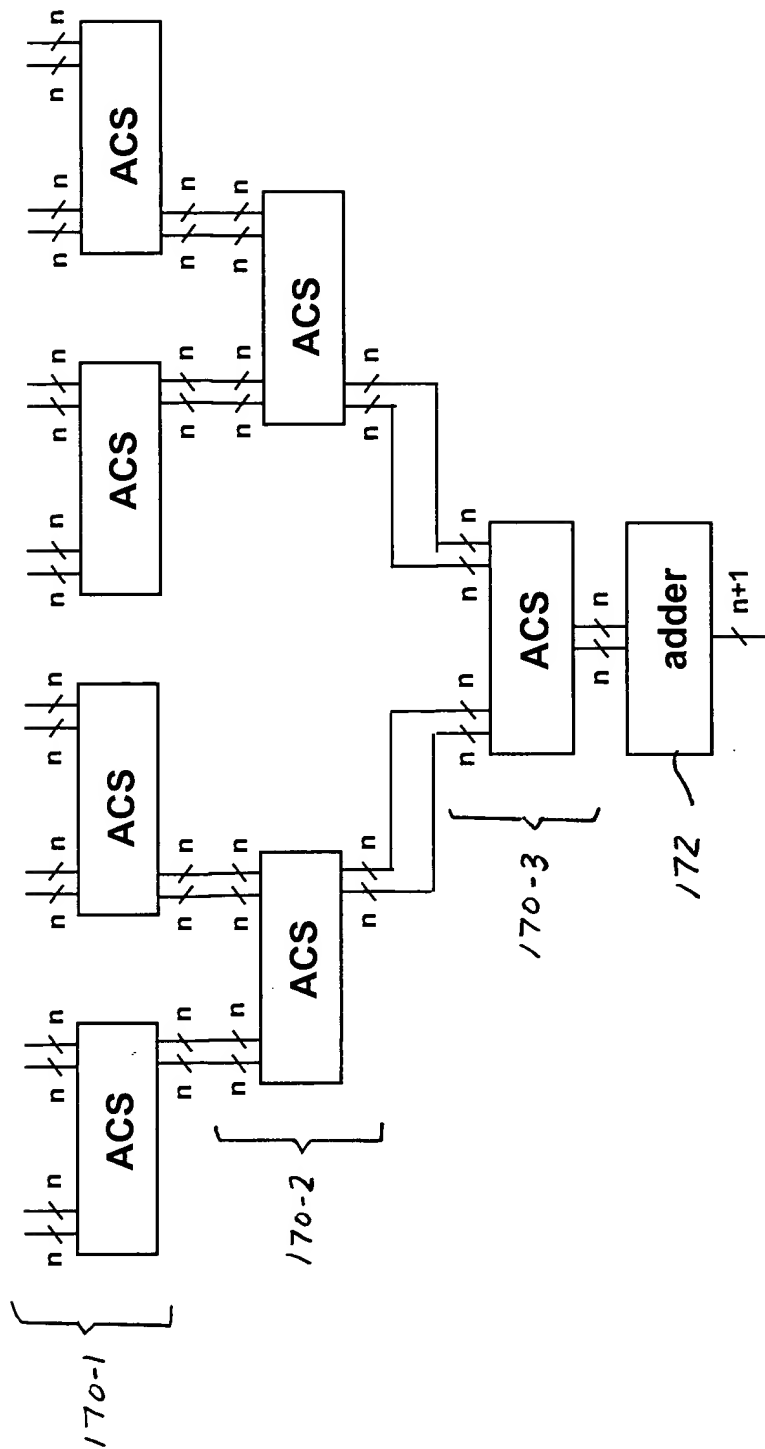 n n n n n n n n n n n n n n n n
170-1 ACS ACS ACS ACS
n n n n n n n n
n n n n n n n n
170-2 ACS ACS
n n n n
n n n n
170-3 ACS
n n
172 adder
n+1